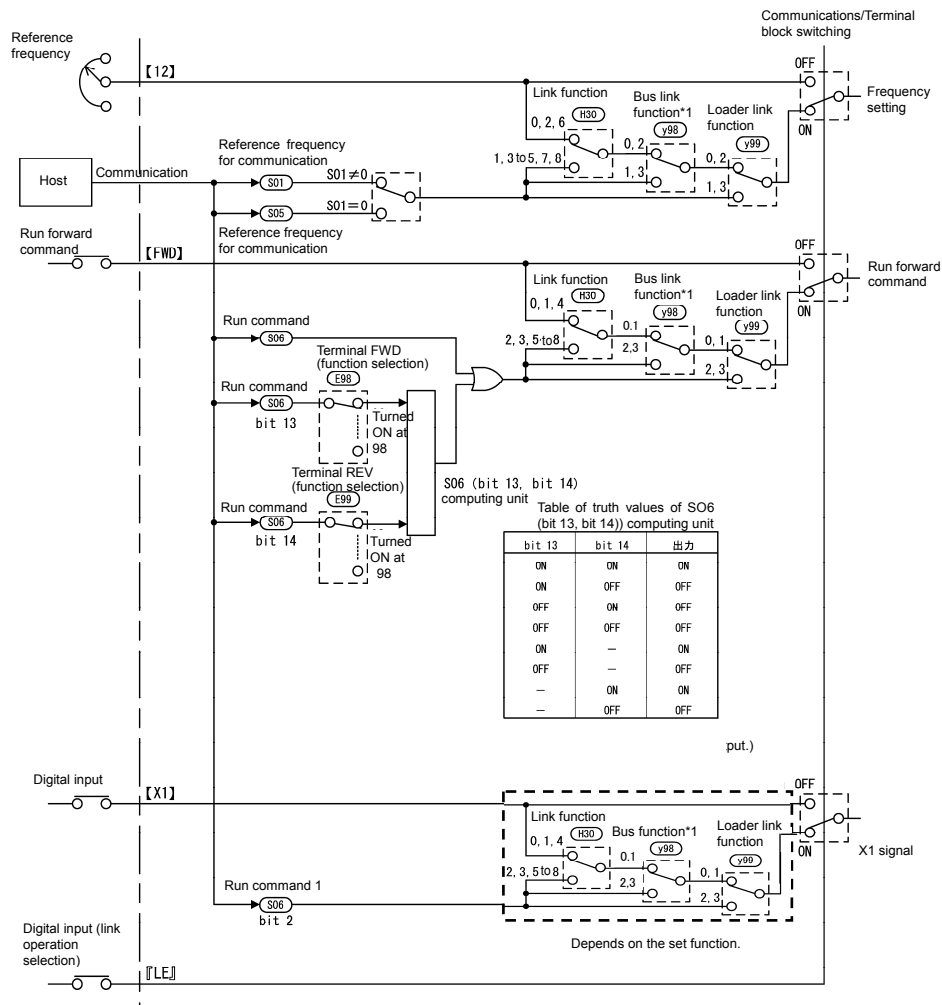 Communications/Terminal
block switching
Reference
frequency
【12】
OFF
Frequency
setting
ON
Link function
H30
0, 2, 6
1, 3 to 5, 7, 8
Bus link
function*1
y98
0, 2
1, 3
Loader link
function
y99
0, 2
1, 3
Host
Communication
Reference frequency
for communication
S01
S01≠0
S05
S01=0
Reference frequency
for communication
Run forward
command
【FWD】
OFF
Run forward
command
ON
Link function
H30
0, 1, 4
2, 3, 5 to 8
Bus link
function*1
y98
0.1
2,3
Loader link
function
y99
0, 1
2, 3
Run command
S06
Terminal FWD
(function selection)
E98
Run command
S06
bit 13
Turned
ON at
98
Terminal REV
(function selection)
E99
Run command
S06
bit 14
Turned
ON at
98
S06 (bit 13, bit 14)
computing unit
Table of truth values of SO6
(bit 13, bit 14)) computing unit
bit 13 bit 14 出力
ON ON ON
ON OFF OFF
OFF ON OFF
OFF OFF OFF
ON — ON
OFF — OFF
— ON ON
— OFF OFF
put.)
Digital input
【X1】
OFF
X1 signal
ON
Link function
H30
0, 1, 4
2, 3, 5 to 8
Bus function*1
y98
0.1
2,3
Loader link
function
y99
0, 1
2, 3
Run command 1
S06
bit 2
Depends on the set function.
Digital input (link
operation
selection)
『LE』